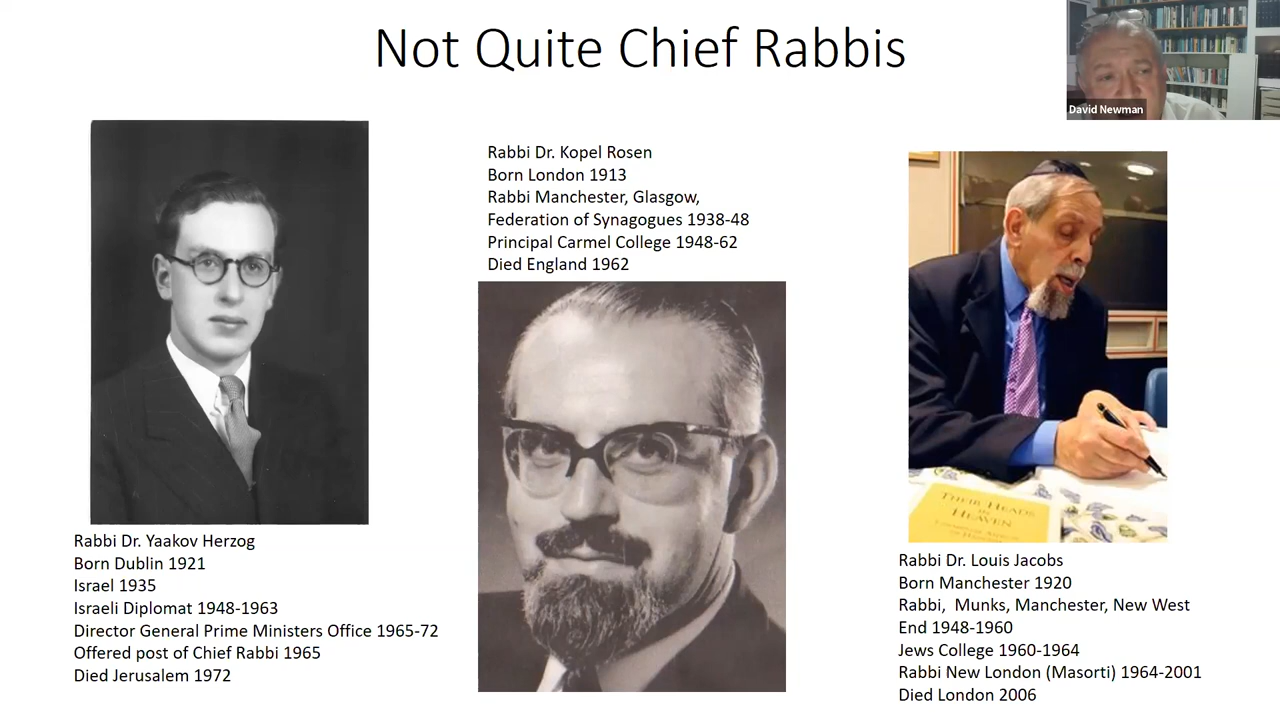 Not Quite Chief Rabbis
David Newman
Rabbi Dr. Kopel Rosen
Born London 1913
Rabbi Manchester, Glasgow,
Federation of Synagogues 1938-48
Principal Carmel College 1948-62
Died England 1962
Rabbi Dr. Yaakov Herzog
Born Dublin 1921
Israel 1935
Israeli Diplomat 1948-1963
Director General Prime Ministers Office 1965-72
Offered post of Chief Rabbi 1965
Died Jerusalem 1972
THEIR HEADS
IN
HEAVEN
Rabbi Dr. Louis Jacobs
Born Manchester 1920
Rabbi,  Munks, Manchester, New West
End 1948-1960
Jews College 1960-1964
Rabbi New London (Masorti) 1964-2001
Died London 2006